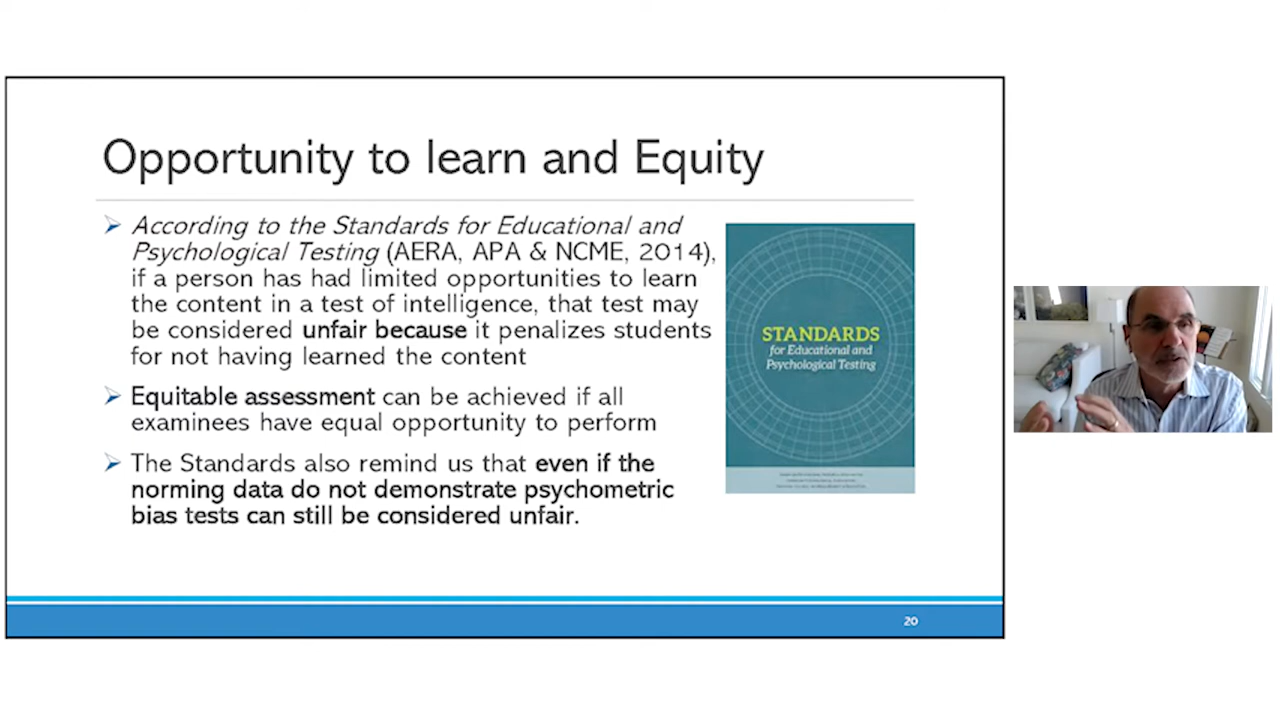 Opportunity to learn and Equity
According to the Standards for Educational and
Psychological Testing (AERA, APA & NCME, 2014),
if a person has had limited opportunities to learn
the content in a test of intelligence, that test may
be considered unfair because it penalizes students
for not having learned the content
Equitable assessment can be achieved if all
examinees have equal opportunity to perform
The Standards also remind us that even if the
norming data do not demonstrate psychometric
bias tests can still be considered unfair.
STANDARDS
for Educational and
Psychological Testing
20